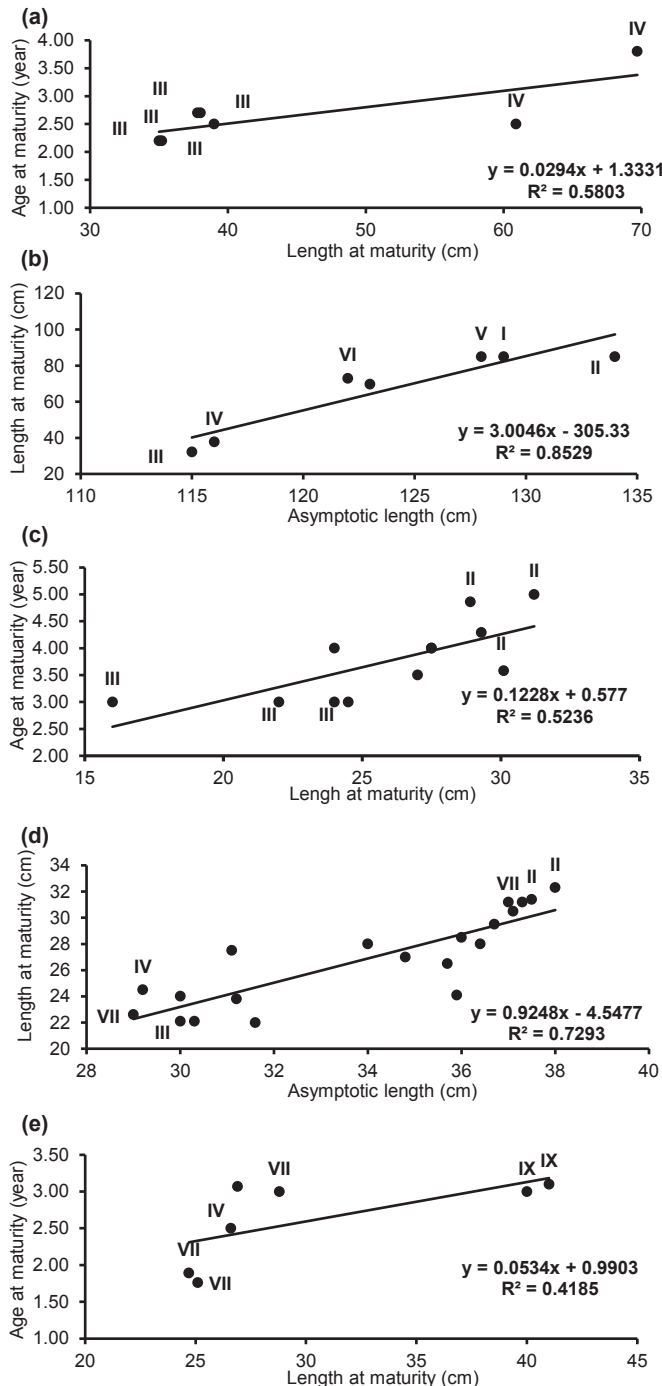 (a)
Age at maturity (year)
4.00
3.50
3.00
2.50
2.00
1.50
1.00
IV
III
III
III
IV
III
III
y = 0.0294x + 1.3331
R² = 0.5803
30
40
50
60
70
Length at maturity (cm)
(b)
Length at maturity (cm)
120
100
80
60
40
20
V
I
VI
II
IV
III
y = 3.0046x - 305.33
R² = 0.8529
110
115
120
125
130
135
Asymptotic length (cm)
(c)
Age at matuarity (year)
5.50
5.00
4.50
4.00
3.50
3.00
2.50
2.00
II
II
II
III
III
III
y = 0.1228x + 0.577
R² = 0.5236
15
20
25
30
35
Lengh at maturity (cm)
(d)
Length at maturity (cm)
34
32
30
28
26
24
22
20
VII
II
II
IV
VII
III
y = 0.9248x - 4.5477
R² = 0.7293
28
30
32
34
36
38
40
Asymptotic length (cm)
(e)
Age at maturity (year)
3.50
3.00
2.50
2.00
1.50
1.00
VII
IX
IX
IV
VII
VII
y = 0.0534x + 0.9903
R² = 0.4185
20
25
30
35
40
45
Length at maturity (cm)